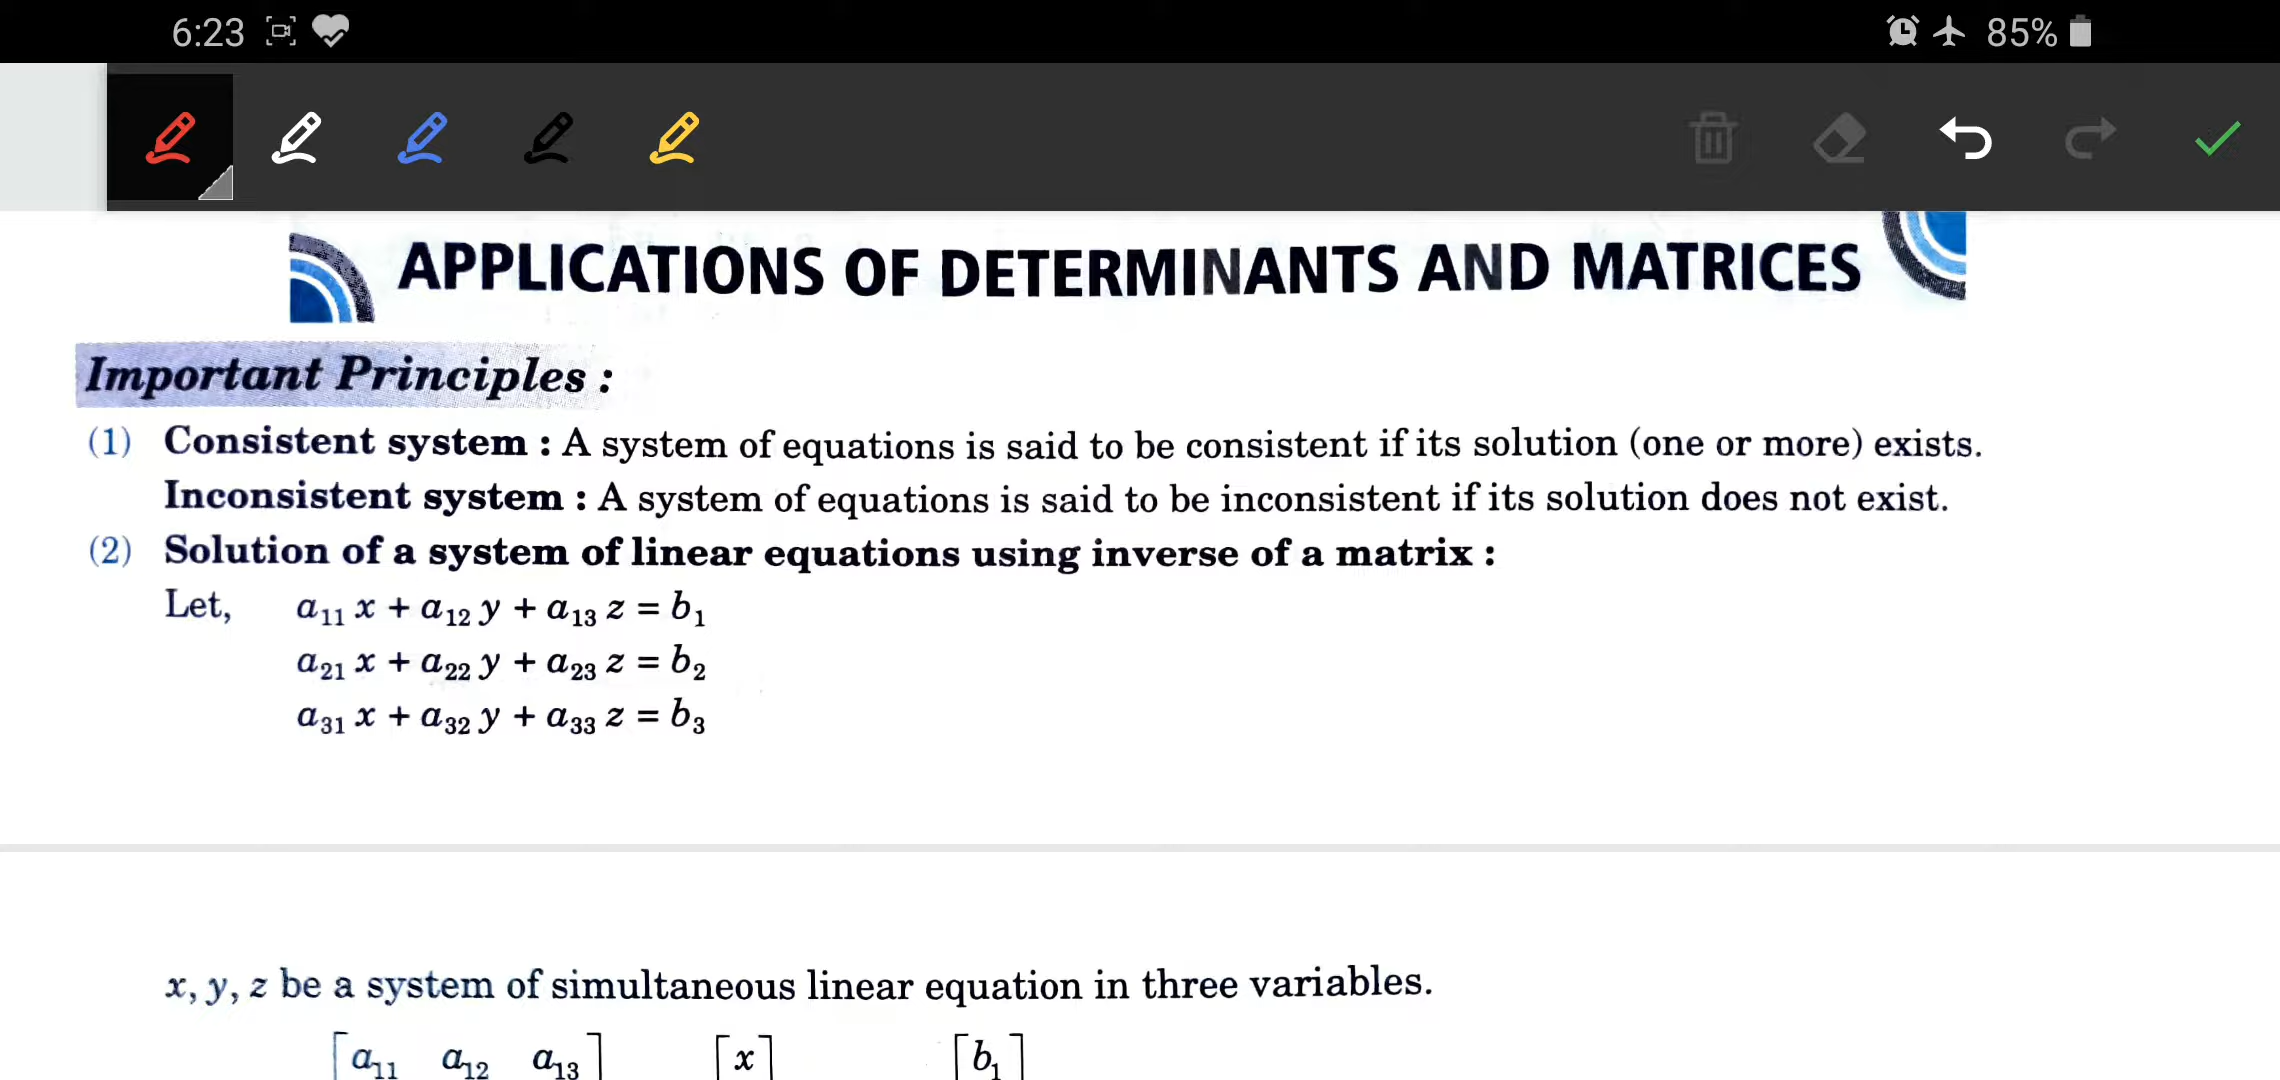 6:23 85%
APPLICATIONS OF DETERMINANTS AND MATRICES
Important Principles :
(1) Consistent system : A system of equations is said to be consistent if its solution (one or more) exists.
Inconsistent system : A system of equations is said to be inconsistent if its solution does not exist.
(2) Solution of a system of linear equations using inverse of a matrix :
Let, a₁₁ x + a₁₂ y + a₁₃ z = b₁
a₂₁ x + a₂₂ y + a₂₃ z = b₂
a₃₁ x + a₃₂ y + a₃₃ z = b₃
x, y, z be a system of simultaneous linear equation in three variables.
a₁₁ a₁₂ a₁₃ x b₁